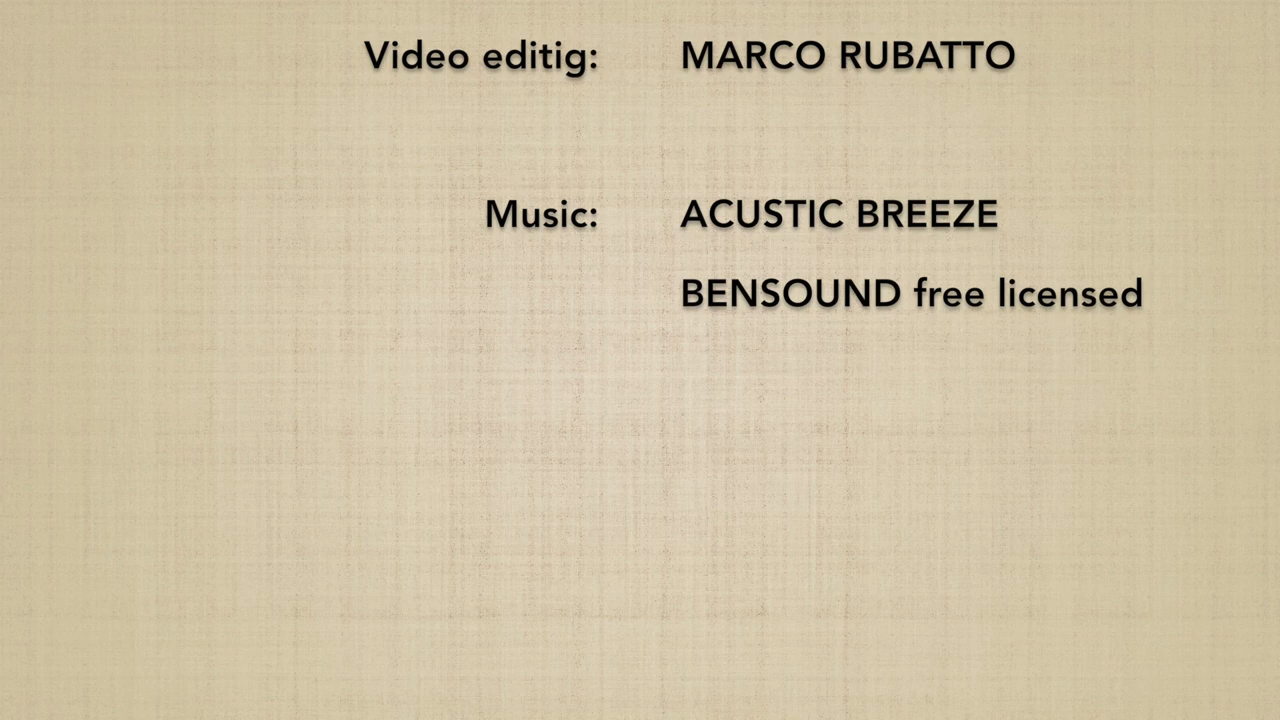 Video editig: MARCO RUBATTO
Music: ACUSTIC BREEZE
BENSOUND free licensed